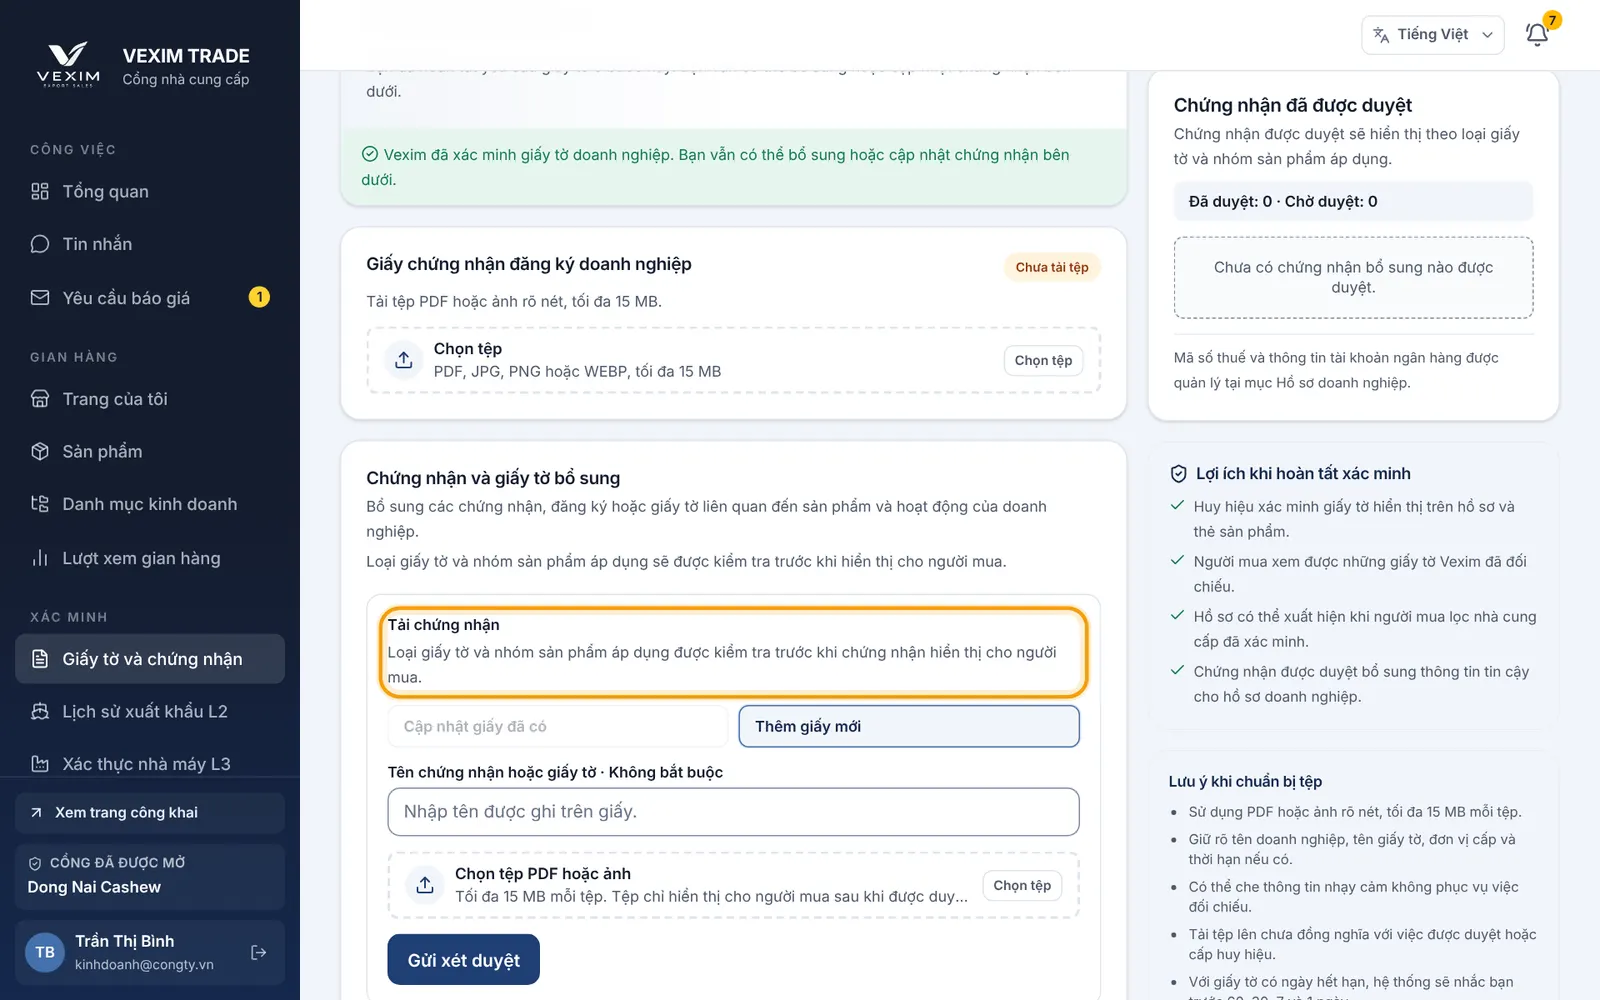 VEXIM
EXPORT SALES
VEXIM TRADE
Cổng nhà cung cấp
CÔNG VIỆC
Tổng quan
Tin nhắn
Yêu cầu báo giá
1
GIAN HÀNG
Trang của tôi
Sản phẩm
Danh mục kinh doanh
Lượt xem gian hàng
XÁC MINH
Giấy tờ và chứng nhận
Lịch sử xuất khẩu L2
Xác thực nhà máy L3
Xem trang công khai
CỔNG ĐÃ ĐƯỢC MỞ
Dong Nai Cashew
TB
Trần Thị Bình
kinhdoanh@congty.vn
Tiếng Việt
7
dưới.
Vexim đã xác minh giấy tờ doanh nghiệp. Bạn vẫn có thể bổ sung hoặc cập nhật chứng nhận bên
dưới.
Giấy chứng nhận đăng ký doanh nghiệp
Chưa tải tệp
Tải tệp PDF hoặc ảnh rõ nét, tối đa 15 MB.
Chọn tệp
PDF, JPG, PNG hoặc WEBP, tối đa 15 MB
Chọn tệp
Chứng nhận và giấy tờ bổ sung
Bổ sung các chứng nhận, đăng ký hoặc giấy tờ liên quan đến sản phẩm và hoạt động của doanh
nghiệp.
Loại giấy tờ và nhóm sản phẩm áp dụng sẽ được kiểm tra trước khi hiển thị cho người mua.
Tải chứng nhận
Loại giấy tờ và nhóm sản phẩm áp dụng được kiểm tra trước khi chứng nhận hiển thị cho người
mua.
Cập nhật giấy đã có
Thêm giấy mới
Tên chứng nhận hoặc giấy tờ · Không bắt buộc
Nhập tên được ghi trên giấy.
Chọn tệp PDF hoặc ảnh
Tối đa 15 MB mỗi tệp. Tệp chỉ hiển thị cho người mua sau khi được duy...
Chọn tệp
Gửi xét duyệt
Chứng nhận đã được duyệt
Chứng nhận được duyệt sẽ hiển thị theo loại giấy
tờ và nhóm sản phẩm áp dụng.
Đã duyệt: 0 · Chờ duyệt: 0
Chưa có chứng nhận bổ sung nào được
duyệt.
Mã số thuế và thông tin tài khoản ngân hàng được
quản lý tại mục Hồ sơ doanh nghiệp.
Lợi ích khi hoàn tất xác minh
Huy hiệu xác minh giấy tờ hiển thị trên hồ sơ và
thẻ sản phẩm.
Người mua xem được những giấy tờ Vexim đã đối
chiếu.
Hồ sơ có thể xuất hiện khi người mua lọc nhà cung
cấp đã xác minh.
Chứng nhận được duyệt bổ sung thông tin tin cậy
cho hồ sơ doanh nghiệp.
Lưu ý khi chuẩn bị tệp
Sử dụng PDF hoặc ảnh rõ nét, tối đa 15 MB mỗi tệp.
Giữ rõ tên doanh nghiệp, tên giấy tờ, đơn vị cấp và
thời hạn nếu có.
Có thể che thông tin nhạy cảm không phục vụ việc
đối chiếu.
Tải tệp lên chưa đồng nghĩa với việc được duyệt hoặc
cấp huy hiệu.
Với giấy tờ có ngày hết hạn, hệ thống sẽ nhắc bạn